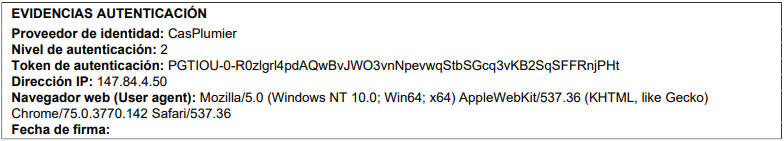 EVIDENCIAS AUTENTICACIÓN
Proveedor de identidad: CasPlumier
Nivel de autenticación: 2
Token de autenticación: PGTIOU-0-R0zlgrl4pdAQwBvJWO3vnNpevwqStbSGcq3vKB2SqSFFRnjPHt
Dirección IP: 147.84.4.50
Navegador web (User agent): Mozilla/5.0 (Windows NT 10.0; Win64; x64) AppleWebKit/537.36 (KHTML, like Gecko)
Chrome/75.0.3770.142 Safari/537.36
Fecha de firma: